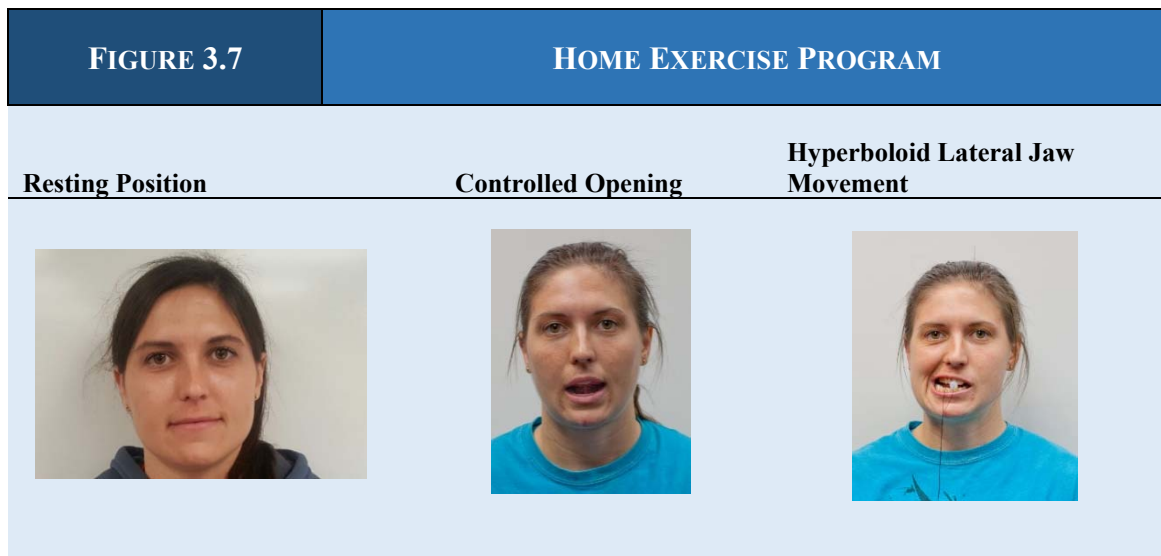 FIGURE 3.7
HOME EXERCISE PROGRAM
Resting Position
Controlled Opening
Hyperboloid Lateral Jaw
Movement